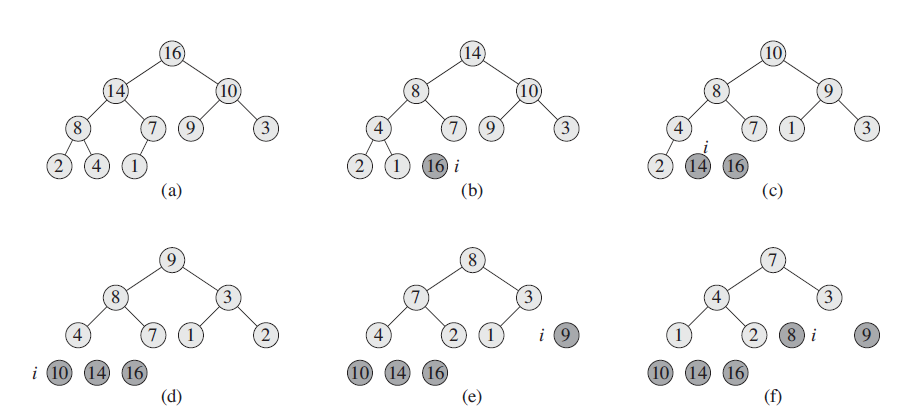 16 14 10
14 10 8 10 8 9
8 7 9 3 4 7 9 3 4 7 1 3
i
2 4 1 2 1 16 i 2 14 16
(a) (b) (c)
9 8 7
8 3 7 3 4 3
4 7 1 2 4 2 1 i 9 1 2 8 i 9
i 10 14 16 10 14 16 10 14 16
(d) (e) (f)